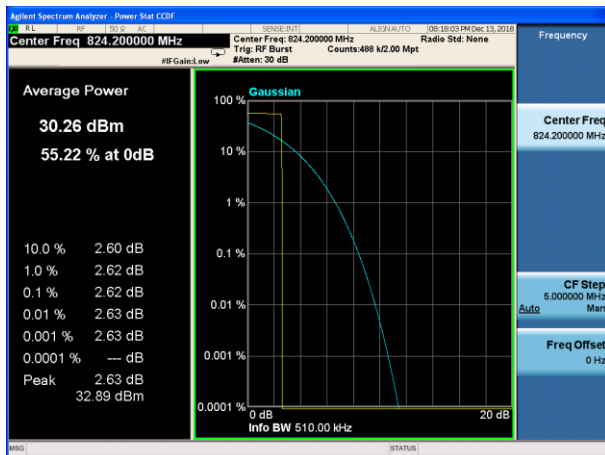 Agilent Spectrum Analyzer - Power Stat CCDF
RL RF 50 Ω AC SENSE:INT ALIGN AUTO 08:18:03 PM Dec 13, 2018
Center Freq 824.200000 MHz
Center Freq: 824.200000 MHz Radio Std: None
Trig: RF Burst Counts:488 k/2.00 Mpt
#IFGain:Low #Atten: 30 dB
Frequency
Average Power
30.26 dBm
55.22 % at 0dB
10.0 % 2.60 dB
1.0 % 2.62 dB
0.1 % 2.62 dB
0.01 % 2.63 dB
0.001 % 2.63 dB
0.0001 % --- dB
Peak 2.63 dB
32.89 dBm
Gaussian
100 %
10 %
1 %
0.1 %
0.01 %
0.001 %
0.0001 %
0 dB 20 dB
Info BW 510.00 kHz
Center Freq
824.200000 MHz
CF Step
5.000000 MHz
Auto Man
Freq Offset
0 Hz
MSG STATUS